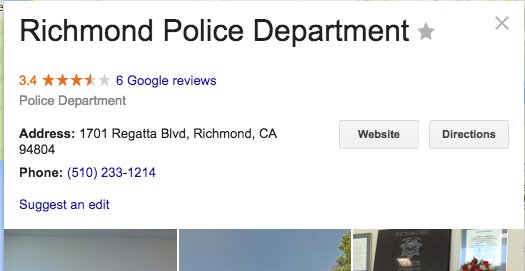 Richmond Police Department
3.4 6 Google reviews
Police Department
Address: 1701 Regatta Blvd, Richmond, CA
94804
Website
Directions
Phone: (510) 233-1214
Suggest an edit
RICHMOND